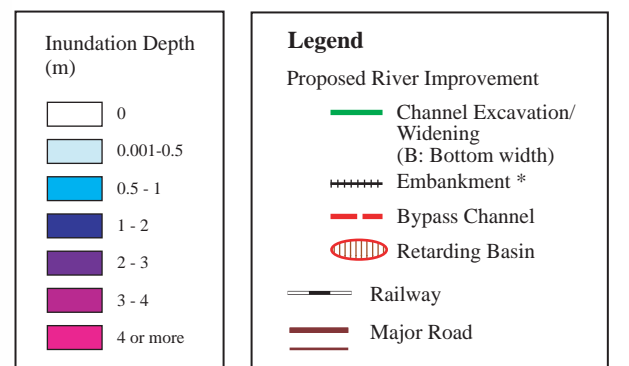 Inundation Depth
(m)
0
0.001-0.5
0.5 - 1
1 - 2
2 - 3
3 - 4
4 or more
Legend
Proposed River Improvement
Channel Excavation/
Widening
(B: Bottom width)
Embankment *
Bypass Channel
Retarding Basin
Railway
Major Road